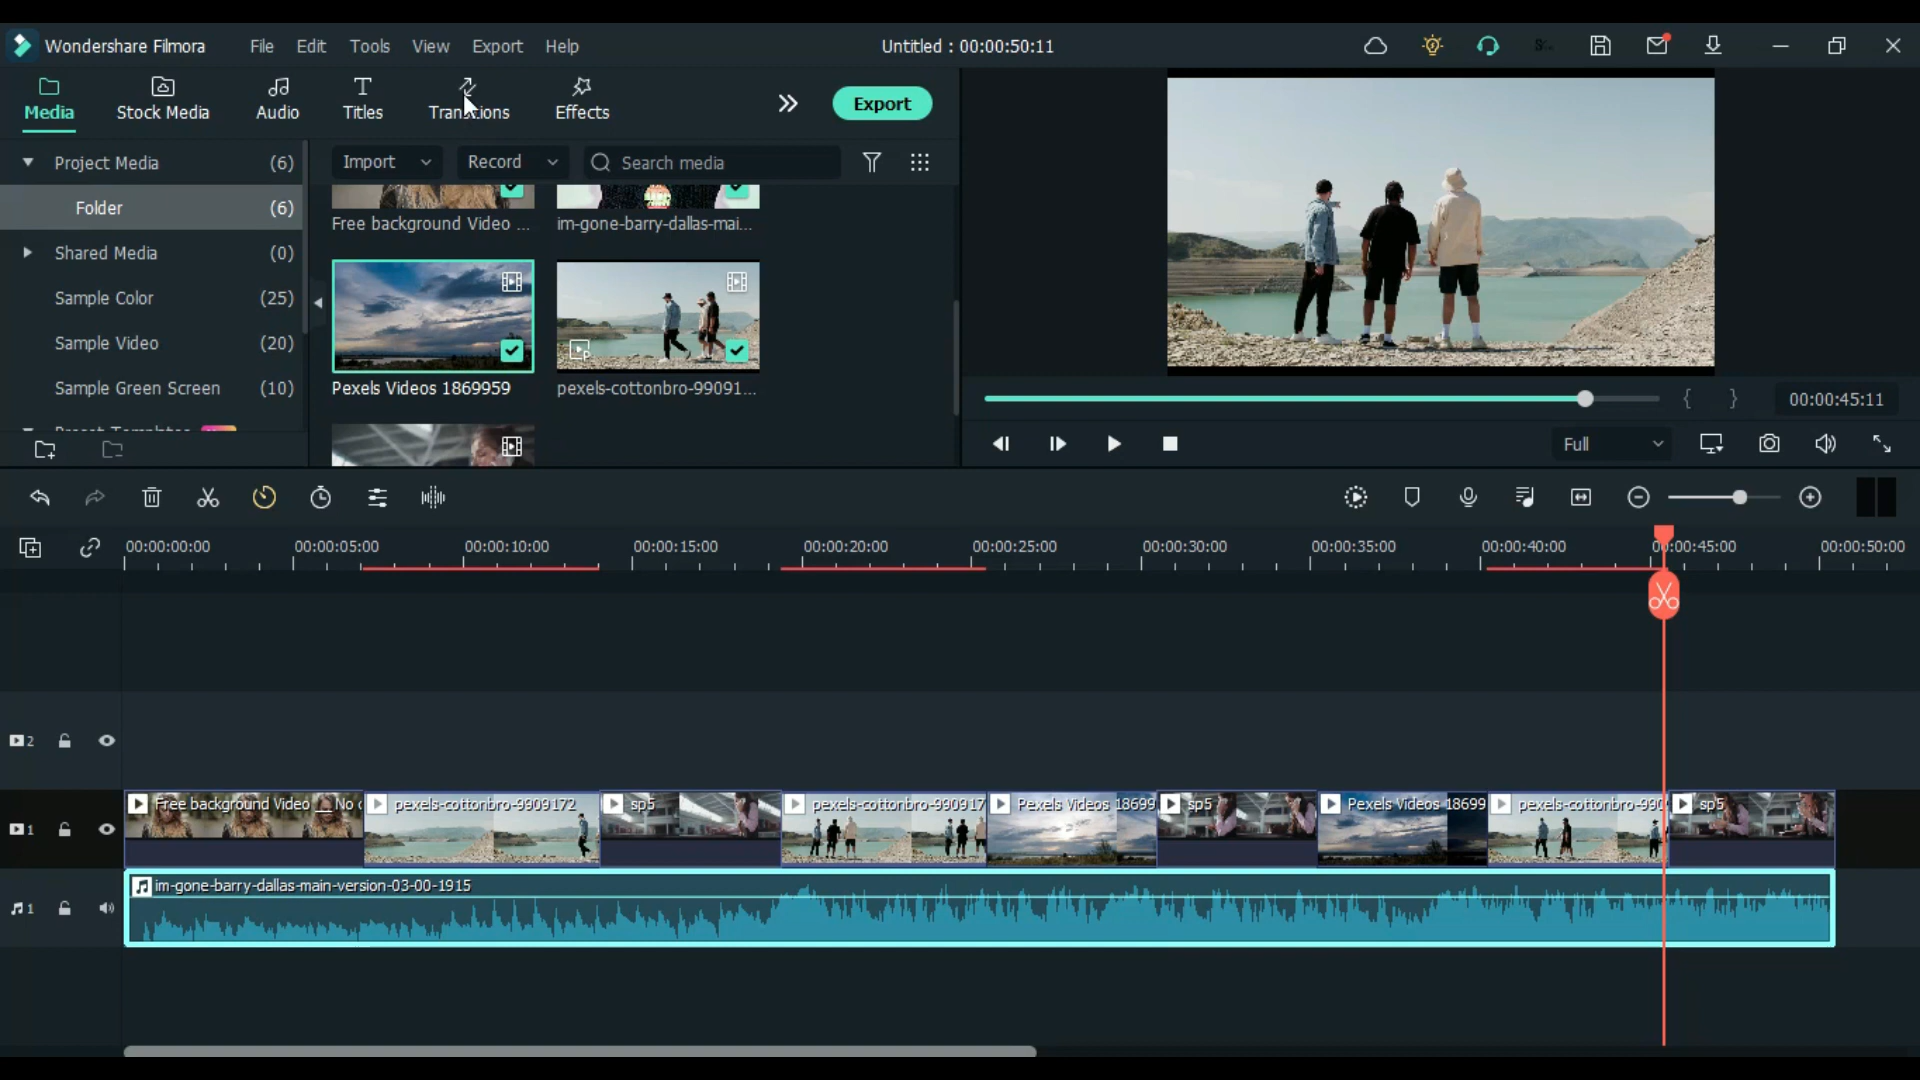 Wondershare Filmora File Edit Tools View Export Help Untitled : 00:00:50:11
Media Stock Media Audio Titles Transitions Effects Export
Project Media (6) Import Record Search media
Folder (6)
Free background Video ... im-gone-barry-dallas-mai...
Shared Media (0)
Sample Color (25)
Sample Video (20)
Sample Green Screen (10)
Pexels Videos 1869959 pexels-cottonbro-99091...
{ } 00:00:45:11
Full
00:00:00:00 00:00:05:00 00:00:10:00 00:00:15:00 00:00:20:00 00:00:25:00 00:00:30:00 00:00:35:00 00:00:40:00 00:00:45:00 00:00:50:00
2
Free background Video __ No c pexels-cottonbro-9909172 sp5 pexels-cottonbro-990917 Pexels Videos 18699 sp5 Pexels Videos 18699 pexels-cottonbro-990 sp5
1
im-gone-barry-dallas-main-version-03-00-1915
1